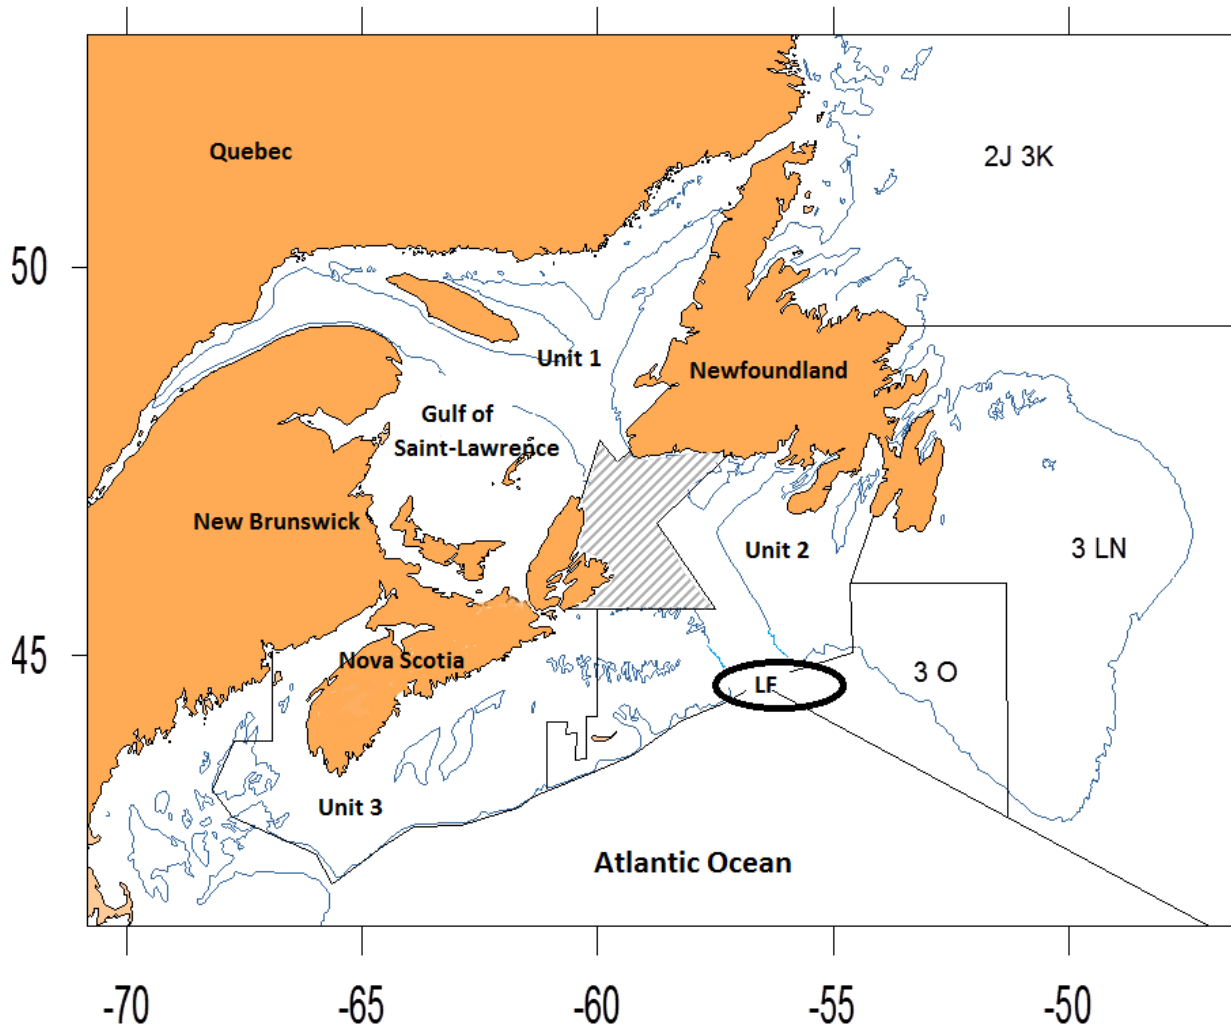 Quebec
2J 3K
50
Unit 1
Newfoundland
Gulf of
Saint-Lawrence
New Brunswick
Unit 2
3 LN
45
Nova Scotia
3 O
LF
Unit 3
Atlantic Ocean
-70 -65 -60 -55 -50